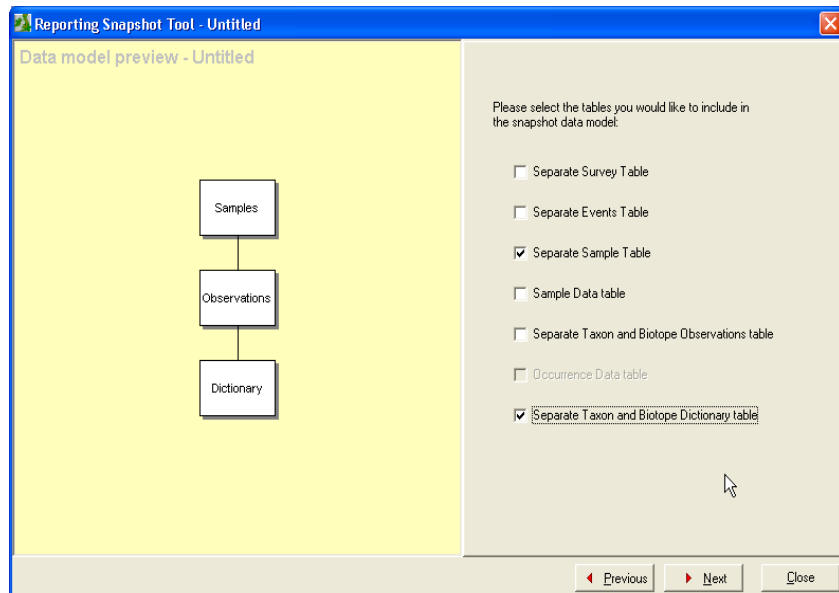 Reporting Snapshot Tool - Untitled
Data model preview - Untitled
Samples
Observations
Dictionary
Please select the tables you would like to include in
the snapshot data model:
Separate Survey Table
Separate Events Table
Separate Sample Table
Sample Data table
Separate Taxon and Biotope Observations table
Occurrence Data table
Separate Taxon and Biotope Dictionary table
Previous
Next
Close